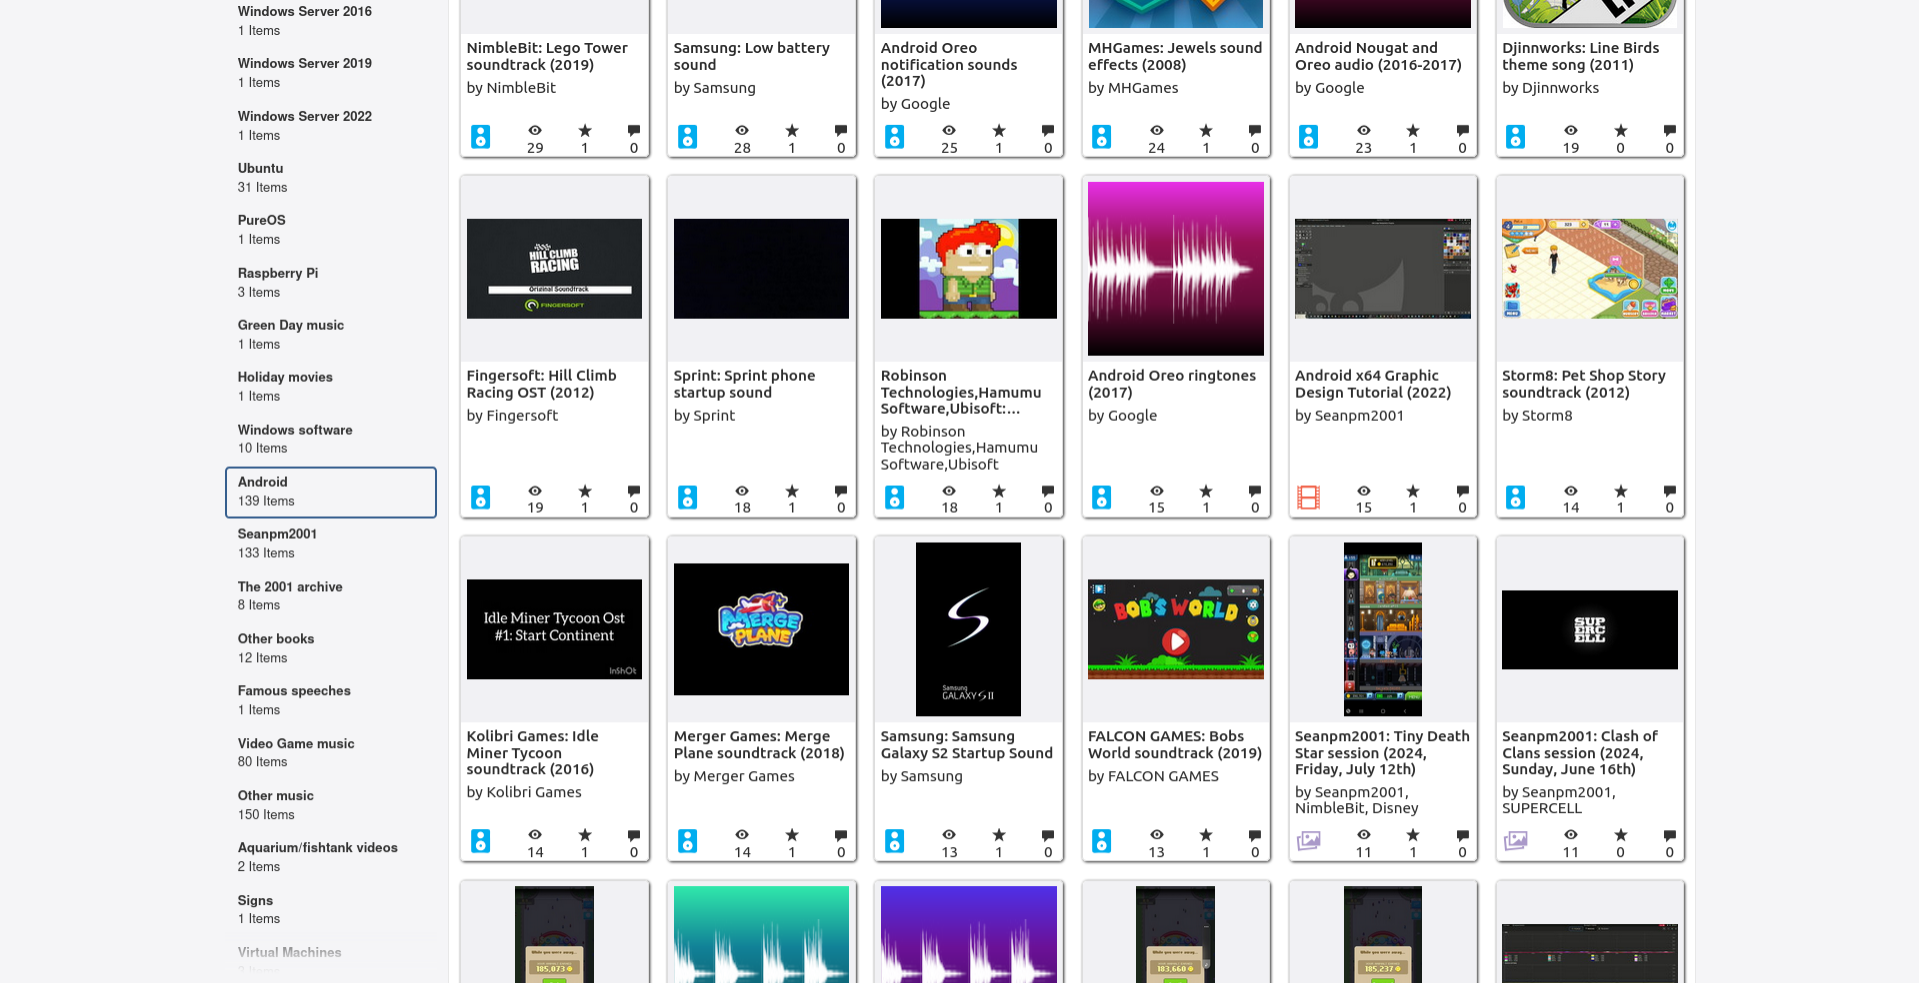 Windows Server 2016
1 Items
Windows Server 2019
1 Items
Windows Server 2022
1 Items
Ubuntu
31 Items
PureOS
1 Items
Raspberry Pi
3 Items
Green Day music
1 Items
Holiday movies
1 Items
Windows software
10 Items
Android
139 Items
Seanpm2001
133 Items
The 2001 archive
8 Items
Other books
12 Items
Famous speeches
1 Items
Video Game music
80 Items
Other music
150 Items
Aquarium/fishtank videos
2 Items
Signs
1 Items
Virtual Machines
NimbleBit: Lego Tower
soundtrack (2019)
by NimbleBit
29 1 0
Samsung: Low battery
sound
by Samsung
28 1 0
Android Oreo
notification sounds
(2017)
by Google
25 1 0
MHGames: Jewels sound
effects (2008)
by MHGames
24 1 0
Android Nougat and
Oreo audio (2016-2017)
by Google
23 1 0
Djinnworks: Line Birds
theme song (2011)
by Djinnworks
19 0 0
HILL CLIMB
RACING
Original Soundtrack
FINGERSOFT
Fingersoft: Hill Climb
Racing OST (2012)
by Fingersoft
19 1 0
Sprint: Sprint phone
startup sound
by Sprint
18 1 0
Robinson
Technologies,Hamumu
Software,Ubisoft:...
by Robinson
Technologies,Hamumu
Software,Ubisoft
18 1 0
Android Oreo ringtones
(2017)
by Google
15 1 0
Android x64 Graphic
Design Tutorial (2022)
by Seanpm2001
15 1 0
Storm8: Pet Shop Story
soundtrack (2012)
by Storm8
14 1 0
Idle Miner Tycoon Ost
#1: Start Continent
InShOt
Kolibri Games: Idle
Miner Tycoon
soundtrack (2016)
by Kolibri Games
14 1 0
MERGE
PLANE
Merger Games: Merge
Plane soundtrack (2018)
by Merger Games
14 1 0
S
Samsung
GALAXY S II
Samsung: Samsung
Galaxy S2 Startup Sound
by Samsung
13 1 0
BOB'S WORLD
FALCON GAMES: Bobs
World soundtrack (2019)
by FALCON GAMES
13 1 0
Seanpm2001: Tiny Death
Star session (2024,
Friday, July 12th)
by Seanpm2001,
NimbleBit, Disney
11 1 0
SUP
ERC
ELL
Seanpm2001: Clash of
Clans session (2024,
Sunday, June 16th)
by Seanpm2001,
SUPERCELL
11 0 0
While you were away...
185,073
While you were away...
183,660
While you were away...
185,237